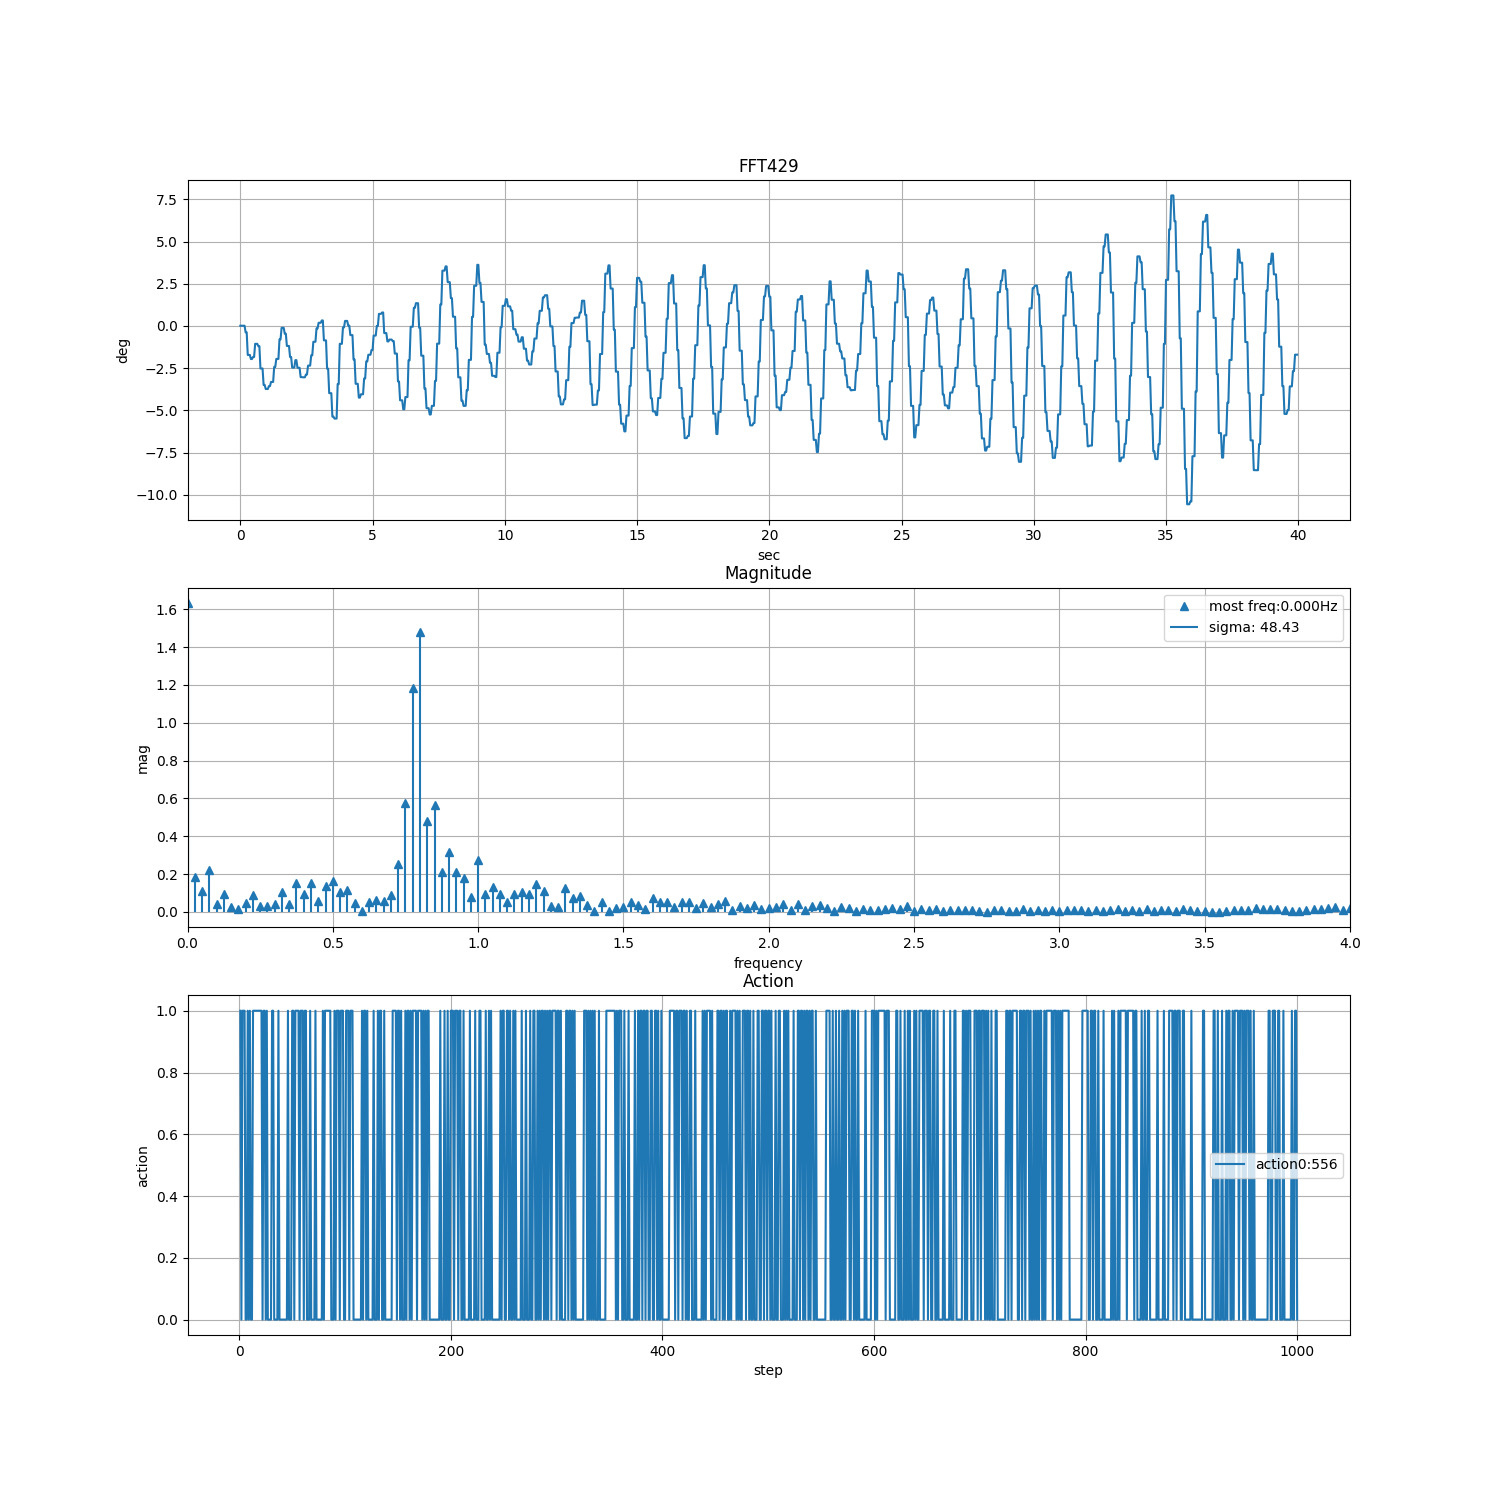 FFT429
7.5
5.0
2.5
0.0
−2.5
−5.0
−7.5
−10.0
deg
0 5 10 15 20 25 30 35 40
sec
Magnitude
1.6
1.4
1.2
1.0
0.8
0.6
0.4
0.2
0.0
mag
most freq:0.000Hz
sigma: 48.43
0.0 0.5 1.0 1.5 2.0 2.5 3.0 3.5 4.0
frequency
Action
1.0
0.8
0.6
0.4
0.2
0.0
action
action0:556
0 200 400 600 800 1000
step